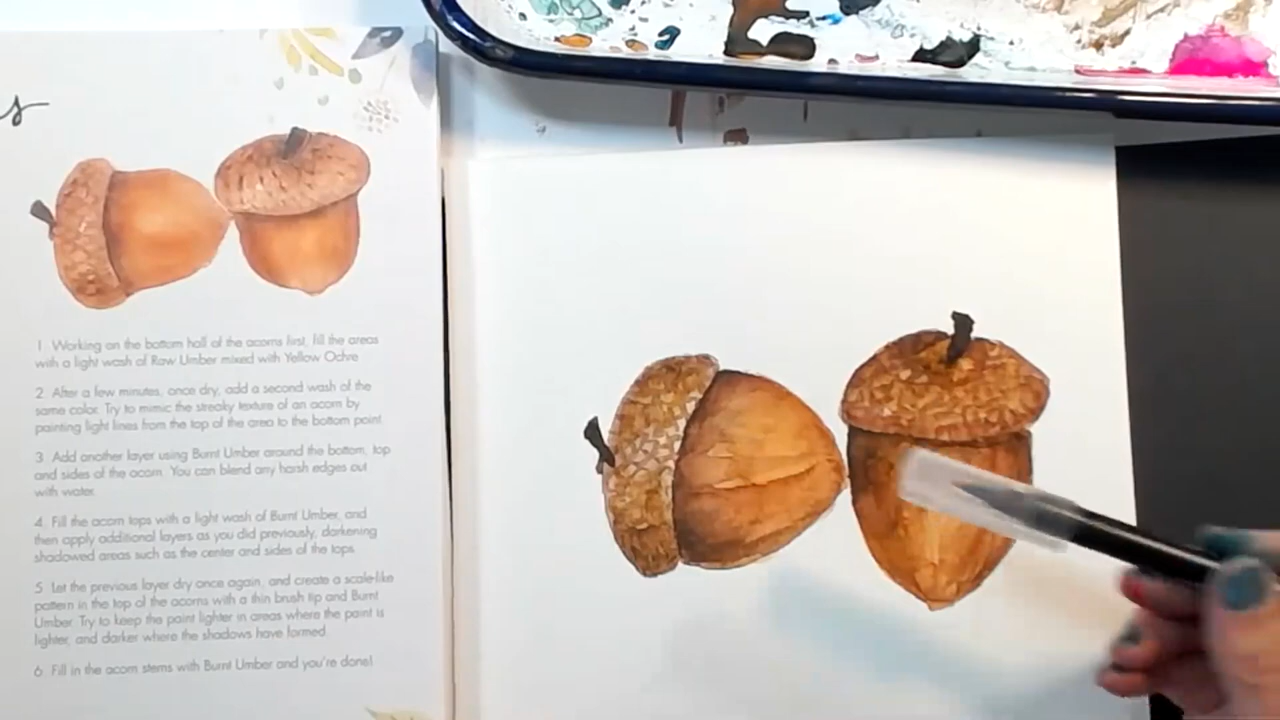 s
1 Working on the bottom half of the acorns first, fill the areas
with a light wash of Raw Umber mixed with Yellow Ochre
2. After a few minutes, once dry, add a second wash of the
same color. Try to mimic the streaky texture of an acorn by
painting light lines from the top of the area to the bottom point.
3 Add another layer using Burnt Umber around the bottom, top
and sides of the acorn. You can blend any harsh edges out
with water.
4. Fill the acorn tops with a light wash of Burnt Umber, and
then apply additional layers as you did previously, darkening
shadowed areas such as the center and sides of the tops
5. Let the previous layer dry once again, and create a scale-like
pattern in the top of the acorns with a thin brush tip and Burnt
Umber. Try to keep the paint lighter in areas where the paint is
lighter, and darker where the shadows have formed.
6 Fill in the acorn stems with Burnt Umber and you're done!